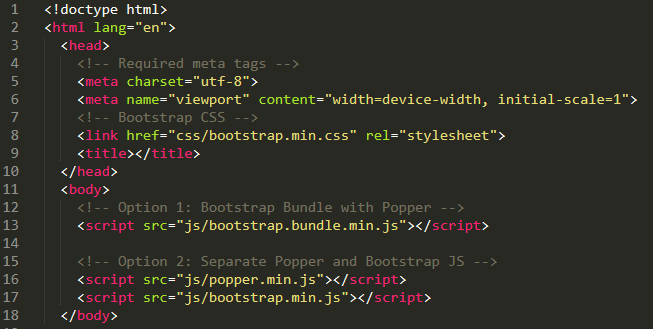 1 <!doctype html>
2 <html lang="en">
3 <head>
4 <!-- Required meta tags -->
5 <meta charset="utf-8">
6 <meta name="viewport" content="width=device-width, initial-scale=1">
7 <!-- Bootstrap CSS -->
8 <link href="css/bootstrap.min.css" rel="stylesheet">
9 <title></title>
10 </head>
11 <body>
12 <!-- Option 1: Bootstrap Bundle with Popper -->
13 <script src="js/bootstrap.bundle.min.js"></script>
14
15 <!-- Option 2: Separate Popper and Bootstrap JS -->
16 <script src="js/popper.min.js"></script>
17 <script src="js/bootstrap.min.js"></script>
18 </body>